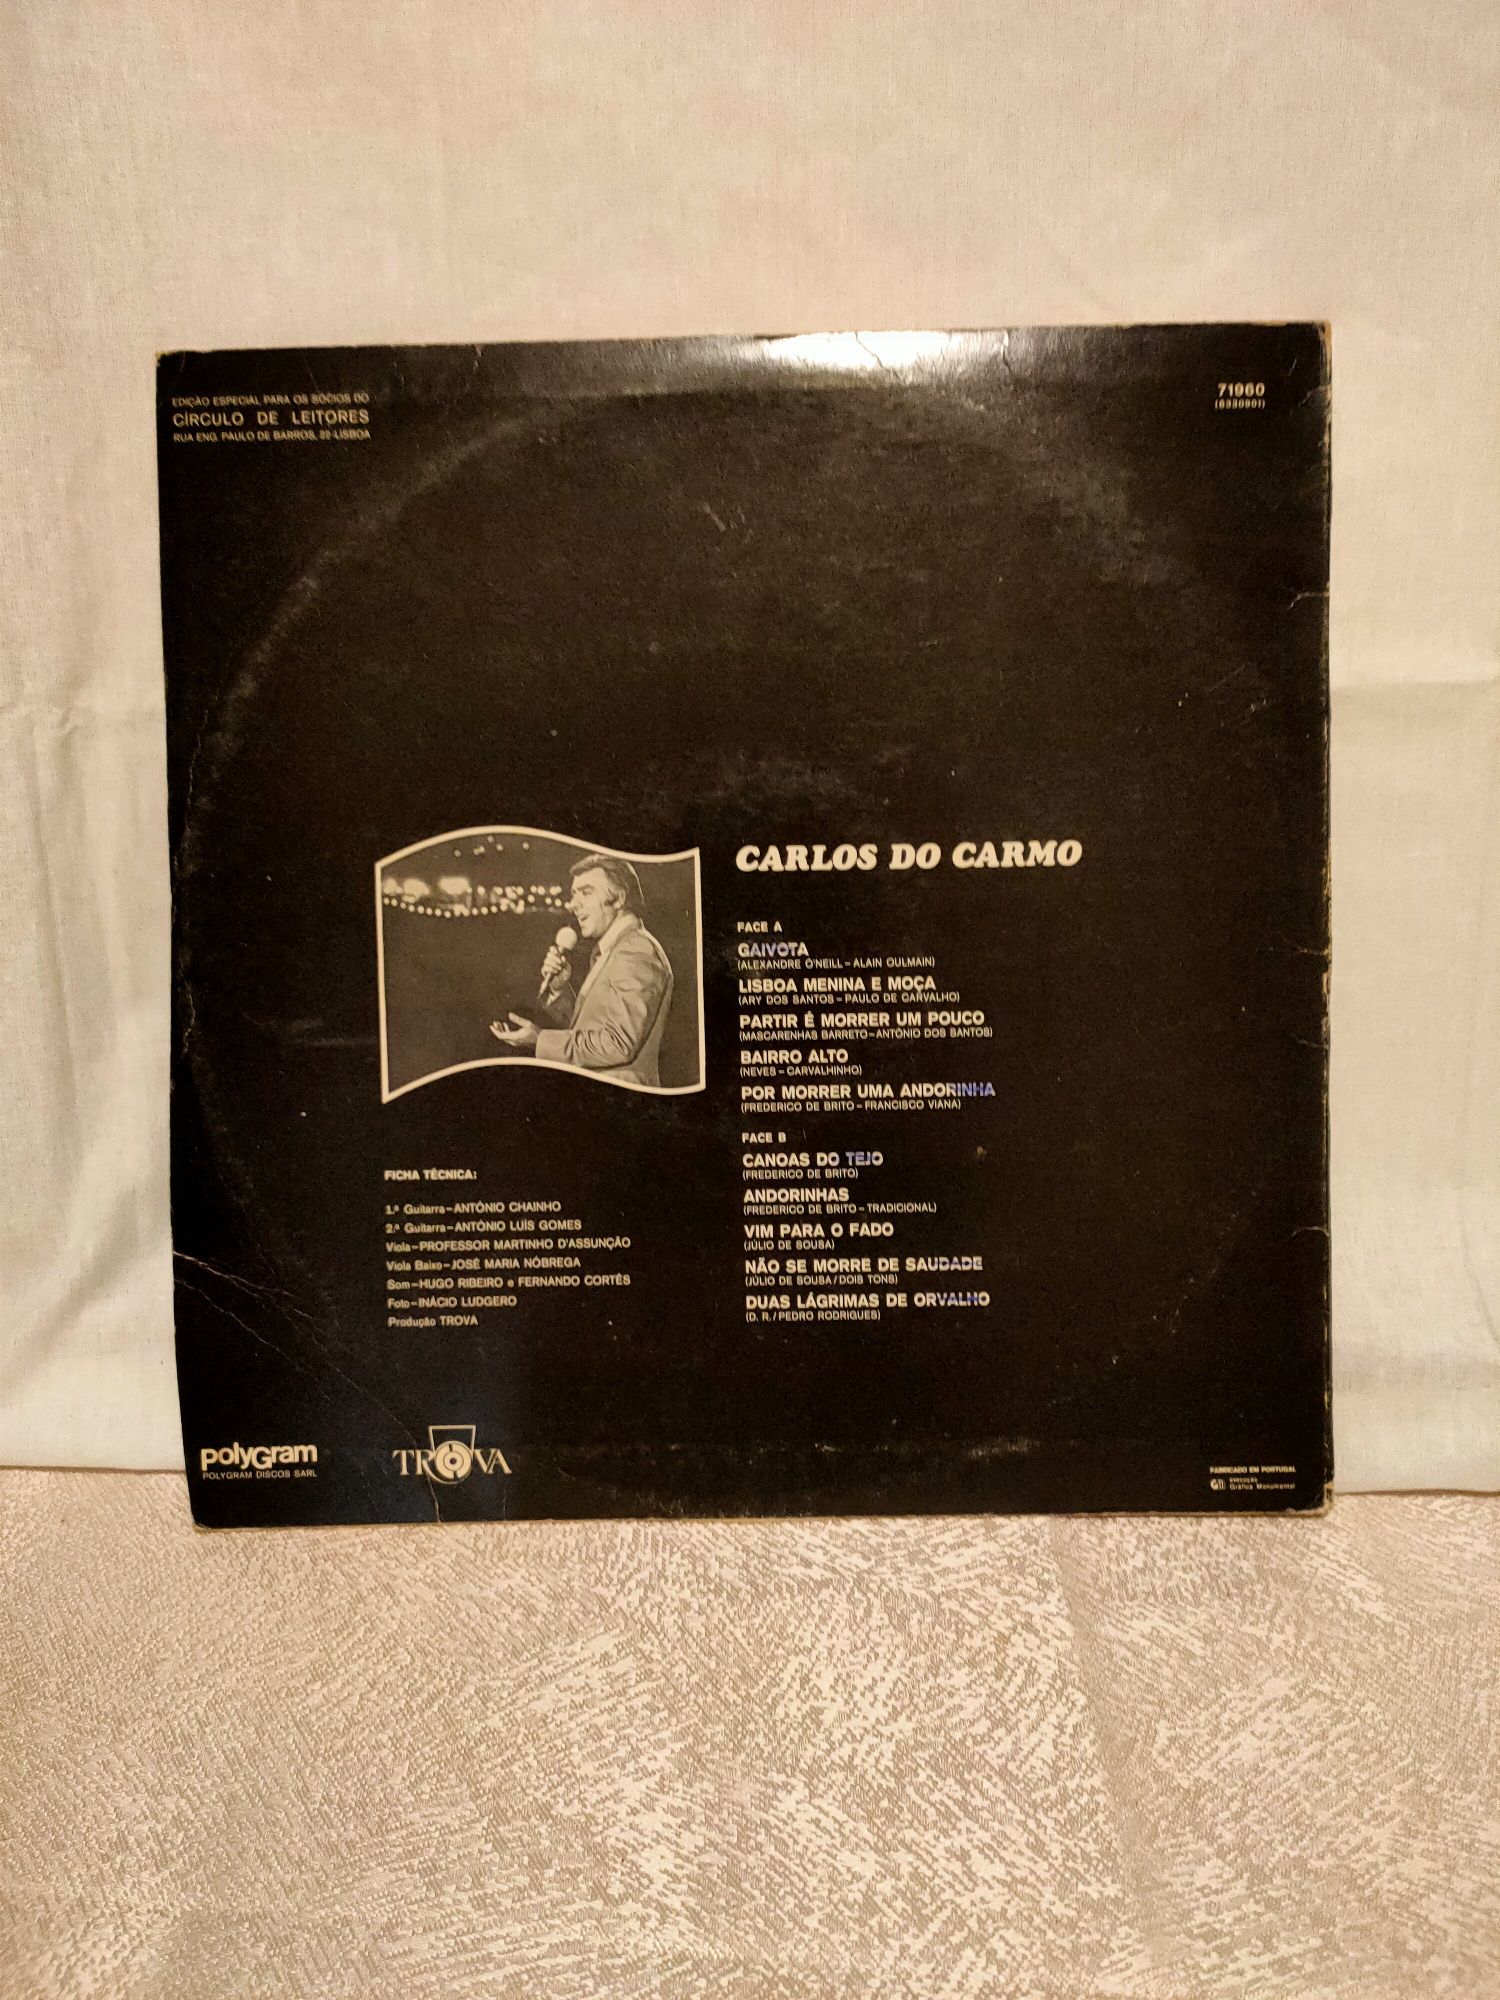 EDIÇÃO ESPECIAL PARA OS SÓCIOS DO
CÍRCULO DE LEITORES
RUA ENG. PAULO DE BARROS, 22-LISBOA
71960
CARLOS DO CARMO
FACE A
GAIVOTA
(ALEXANDRE O'NEILL – ALAIN OULMAIN)
LISBOA MENINA E MOÇA
(ARY DOS SANTOS – PAULO DE CARVALHO)
PARTIR É MORRER UM POUCO
(MASCARENHAS BARRETO – ANTÓNIO DOS SANTOS)
BAIRRO ALTO
(NEVES – CARVALHINHO)
POR MORRER UMA ANDORINHA
(FREDERICO DE BRITO – FRANCISCO VIANA)
FACE B
CANOAS DO TEJO
(FREDERICO DE BRITO)
ANDORINHAS
(FREDERICO DE BRITO – TRADICIONAL)
VIM PARA O FADO
(JÚLIO DE SOUSA)
NÃO SE MORRE DE SAUDADE
(JÚLIO DE SOUSA / DOIS TONS)
DUAS LÁGRIMAS DE ORVALHO
(D. R. / PEDRO RODRIGUES)
FICHA TÉCNICA:
1.ª Guitarra – ANTÓNIO CHAINHO
2.ª Guitarra – ANTÓNIO LUÍS GOMES
Viola – PROFESSOR MARTINHO D'ASSUNÇÃO
Viola Baixo – JOSÉ MARIA NÓBREGA
Som – HUGO RIBEIRO e FERNANDO CORTÊS
Foto – INÁCIO LUDGERO
Produção TROVA
polyGram
POLYGRAM DISCOS SARL
TROVA
FABRICADO EM PORTUGAL
execução
Gráfica Monumental